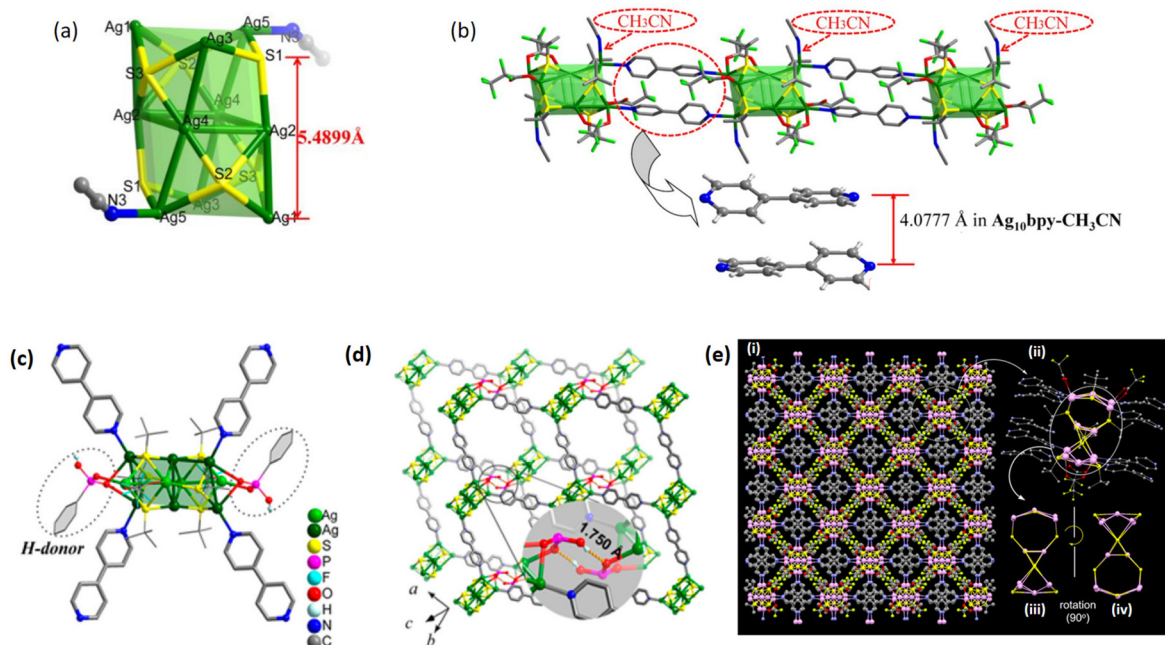 (a)
Ag1
Ag3
Ag5
N3
S1
S3
S2
Ag2
Ag4
Ag4
Ag2
5.4899Å
S2
S3
S1
N3
Ag5
Ag3
Ag1
(b)
CH₃CN
CH₃CN
CH₃CN
4.0777 Å in Ag₁₀bpy-CH₃CN
(c)
H-donor
Ag
Ag
S
P
F
O
H
N
C
(d)
1.750 Å
a
c
b
(e)
(i)
(ii)
(iii)
rotation
(90°)
(iv)